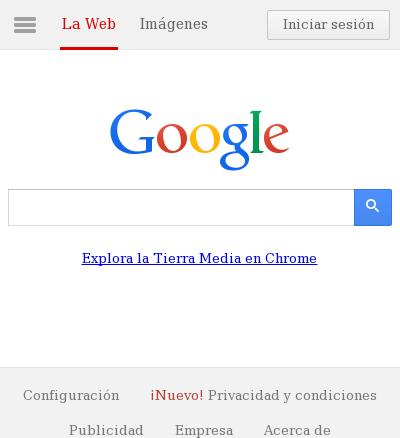 La Web Imágenes Iniciar sesión
Google
Explora la Tierra Media en Chrome
Configuración ¡Nuevo! Privacidad y condiciones
Publicidad Empresa Acerca de